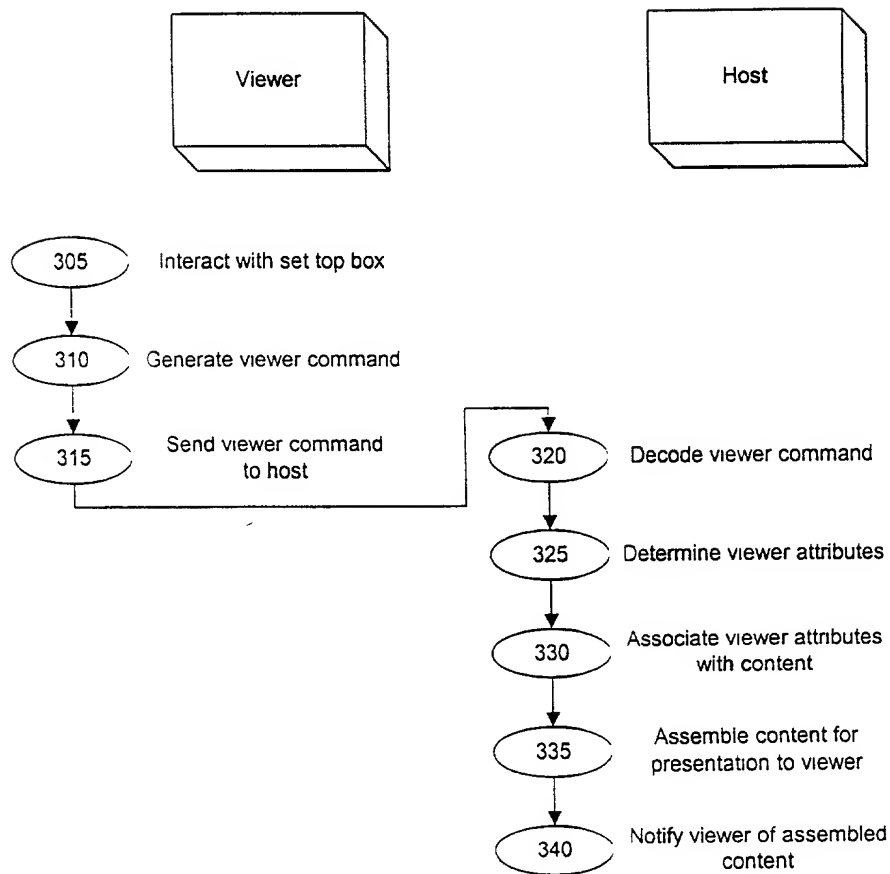 Viewer
Host
305
Interact with set top box
310
Generate viewer command
315
Send viewer command
to host
320
Decode viewer command
325
Determine viewer attributes
330
Associate viewer attributes
with content
335
Assemble content for
presentation to viewer
340
Notify viewer of assembled
content